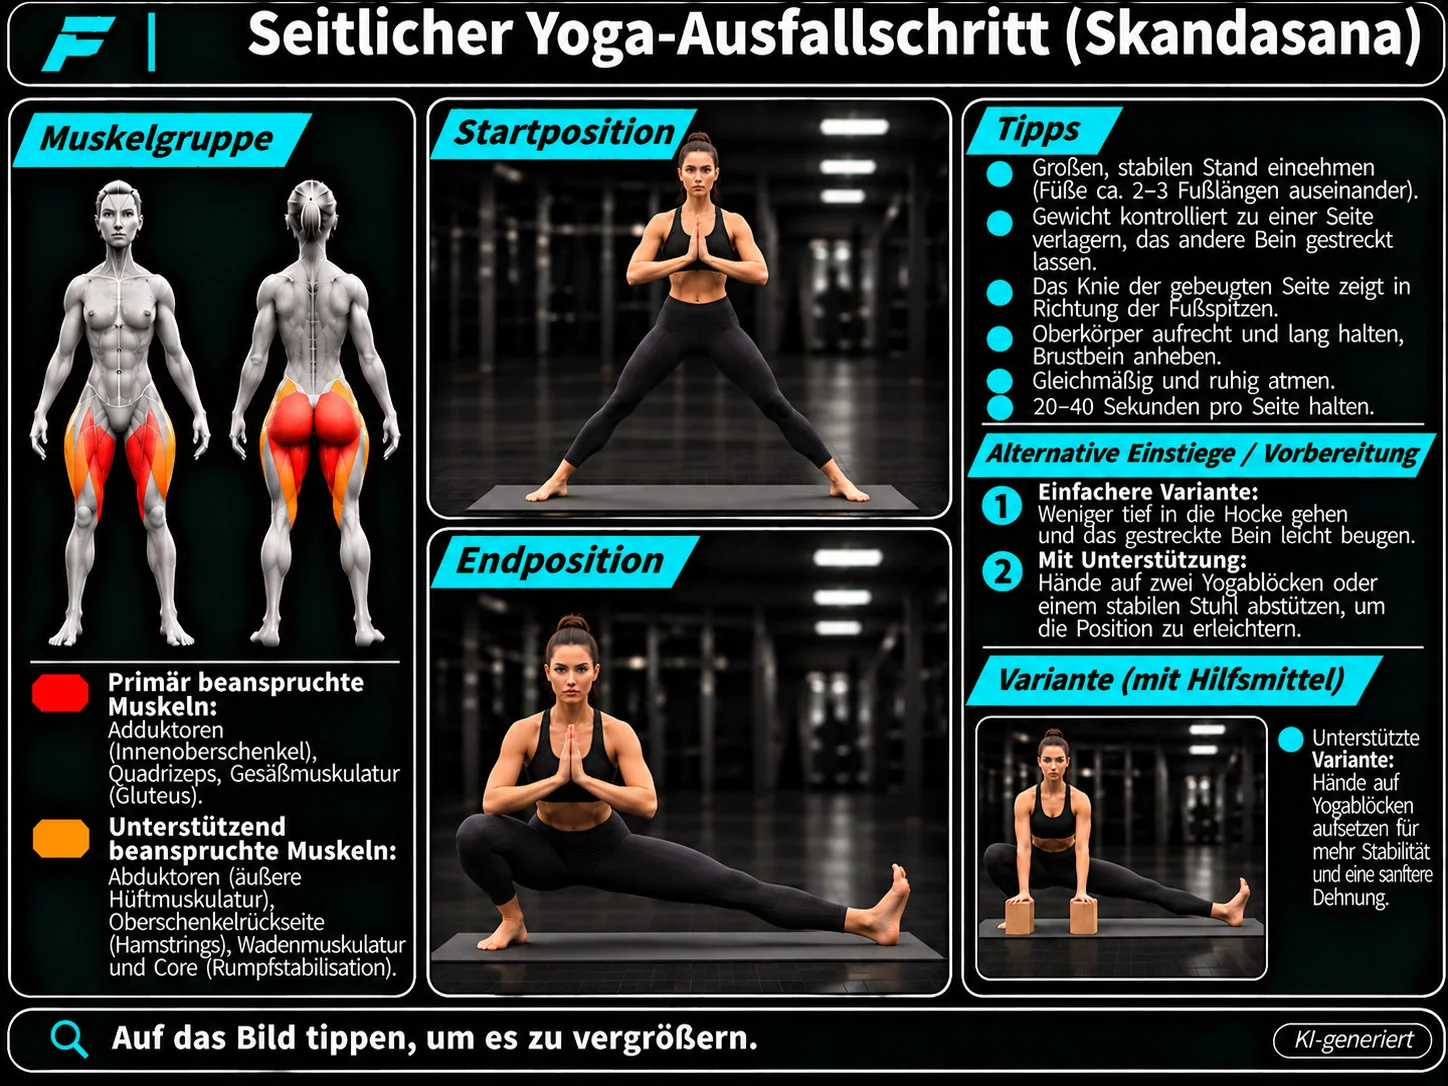 F
Seitlicher Yoga-Ausfallschritt (Skandasana)
Muskelgruppe
Primär beanspruchte
Muskeln:
Adduktoren
(Innenoberschenkel),
Quadrizeps, Gesäßmuskulatur
(Gluteus).
Unterstützend
beanspruchte Muskeln:
Abduktoren (äußere
Hüftmuskulatur),
Oberschenkelrückseite
(Hamstrings), Wadenmuskulatur
und Core (Rumpfstabilisation).
Startposition
Endposition
Tipps
Großen, stabilen Stand eincehmen
(Füße ca. 2–3 Fußlängen auseinander).
Gewicht kontrolliert zu einer Seite
verlagern, das andere Bein gestreckt
lassen.
Das Knie der gebeugten Seite zeigt in
Richtung der Fußspitzen.
Oberkörper aufrecht und lang halten,
Brustbein anheben.
Gleichmäßig und ruhig atmen.
20–40 Sekunden pro Seite halten.
Alternative Einstiege / Vorbereitung
1 Einfachere Variante:
Weniger tief in die Hocke gehen
und das gestreckte Bein leicht beugen.
2 Mit Unterstützung:
Hände auf zwei Yogablöcken oder
einem stabilen Stuhl abstützen, um
die Position zu erleichtern.
Variante (mit Hilfsmittel)
Unterstützte
Variante:
Hände auf
Yogablöcken
aufsetzen für
mehr Stabilität
und eine sanftere
Dehnung.
Auf das Bild tippen, um es zu vergrößern.
KI-generiert